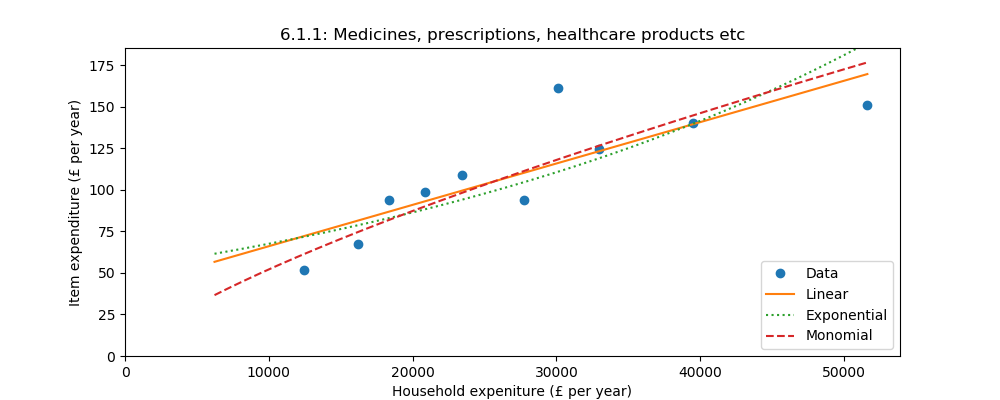 6.1.1: Medicines, prescriptions, healthcare products etc
Item expenditure (£ per year)
175
150
125
100
75
50
25
0
0 10000 20000 30000 40000 50000
Household expeniture (£ per year)
Data
Linear
Exponential
Monomial